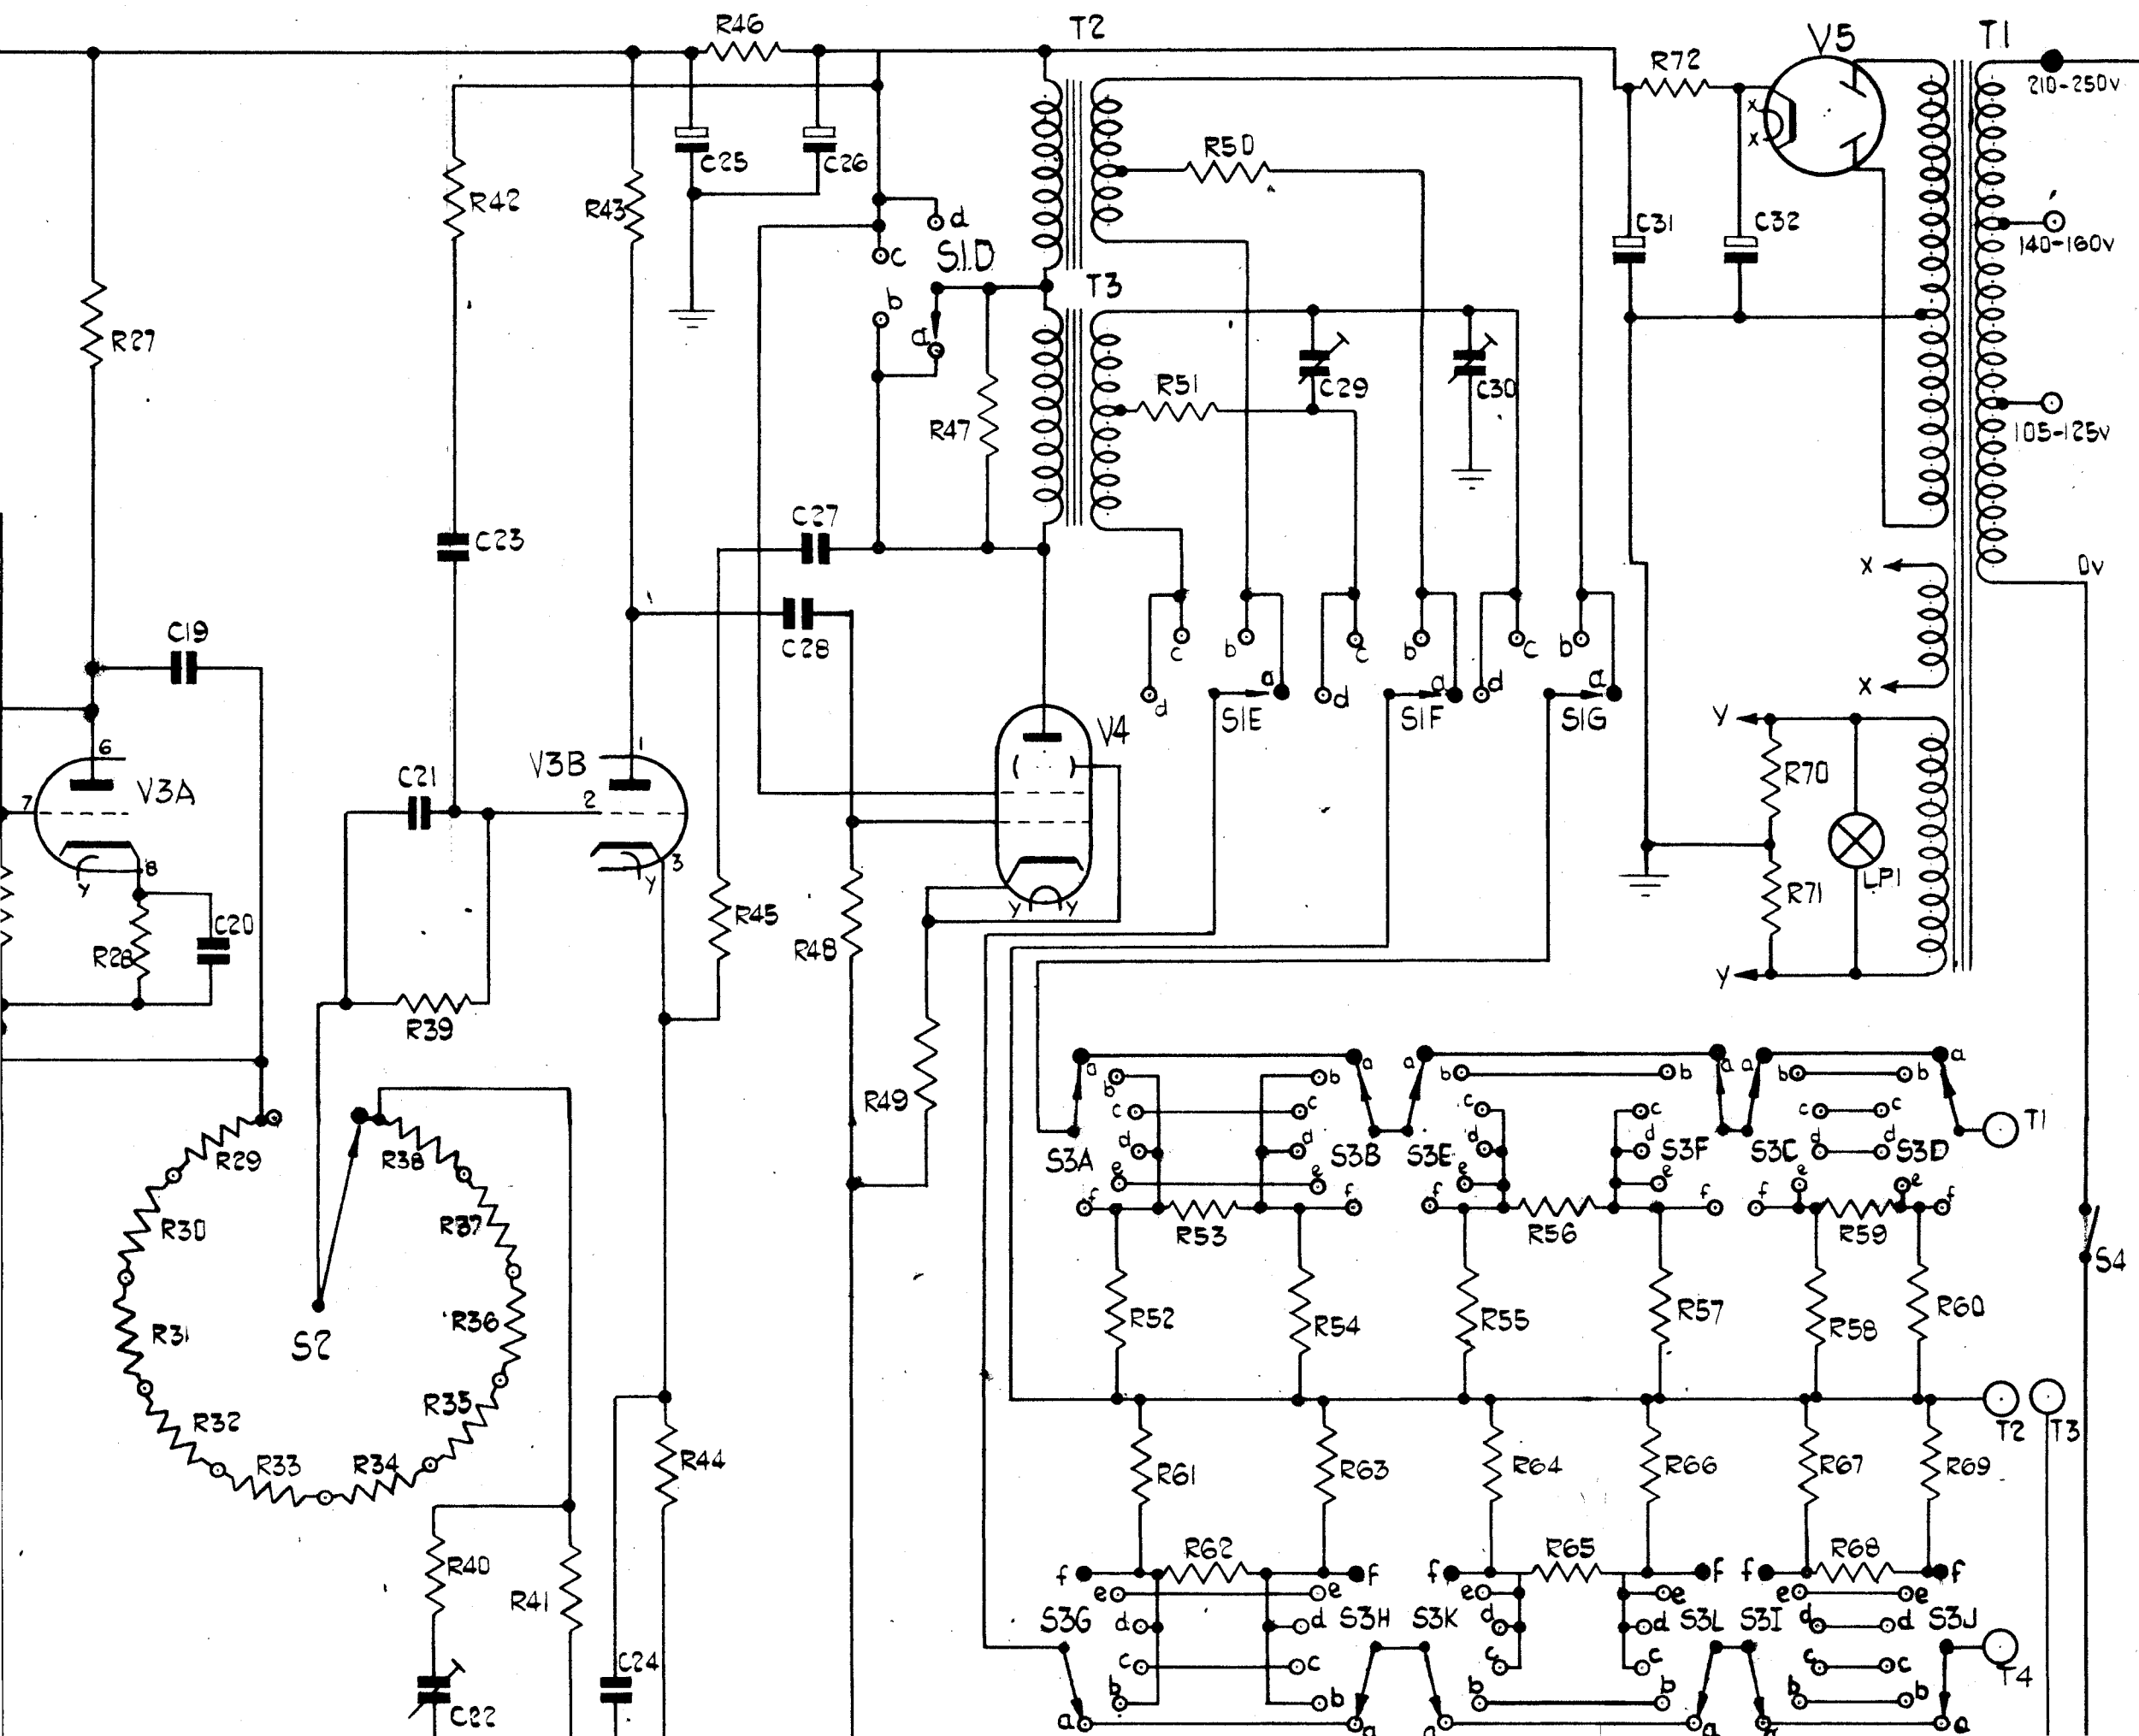 R46
T2
V5
T1
R72
210-250V
C25
C26
R50
X
X
R42
R43
d
C31
C32
140-160V
c
S1D
R27
b
T3
a
C29
C30
R51
R47
105-125V
C27
C23
X
0V
C19
C28
c
b
c
b
c
b
d
a
d
a
d
a
X
S1E
S1F
S1G
Y
V4
6
1
V3B
C21
V3A
R70
7
2
8
3
Y
Y
LP1
R71
C20
R45
Y
Y
R28
R48
Y
R39
a
a
a
a
a
a
b
b
b
b
b
b
R49
c
c
c
c
c
c
T1
d
d
d
d
d
d
R29
R38
S3A
S3B
S3E
S3F
S3C
S3D
e
e
e
e
e
e
f
f
f
f
f
f
R30
R37
R53
R56
R59
S4
R31
R36
R52
R54
R55
R57
R58
R60
S2
R35
R32
T2
T3
R33
R34
R44
R61
R63
R64
R66
R67
R69
R40
R62
R65
R68
f
f
f
f
f
f
R41
e
e
e
e
e
e
S3G
d
d
S3H
S3K
d
d
S3L
S3I
d
d
S3J
C24
c
c
c
c
c
c
T4
C22
b
b
b
b
b
b
a
a
a
a
a